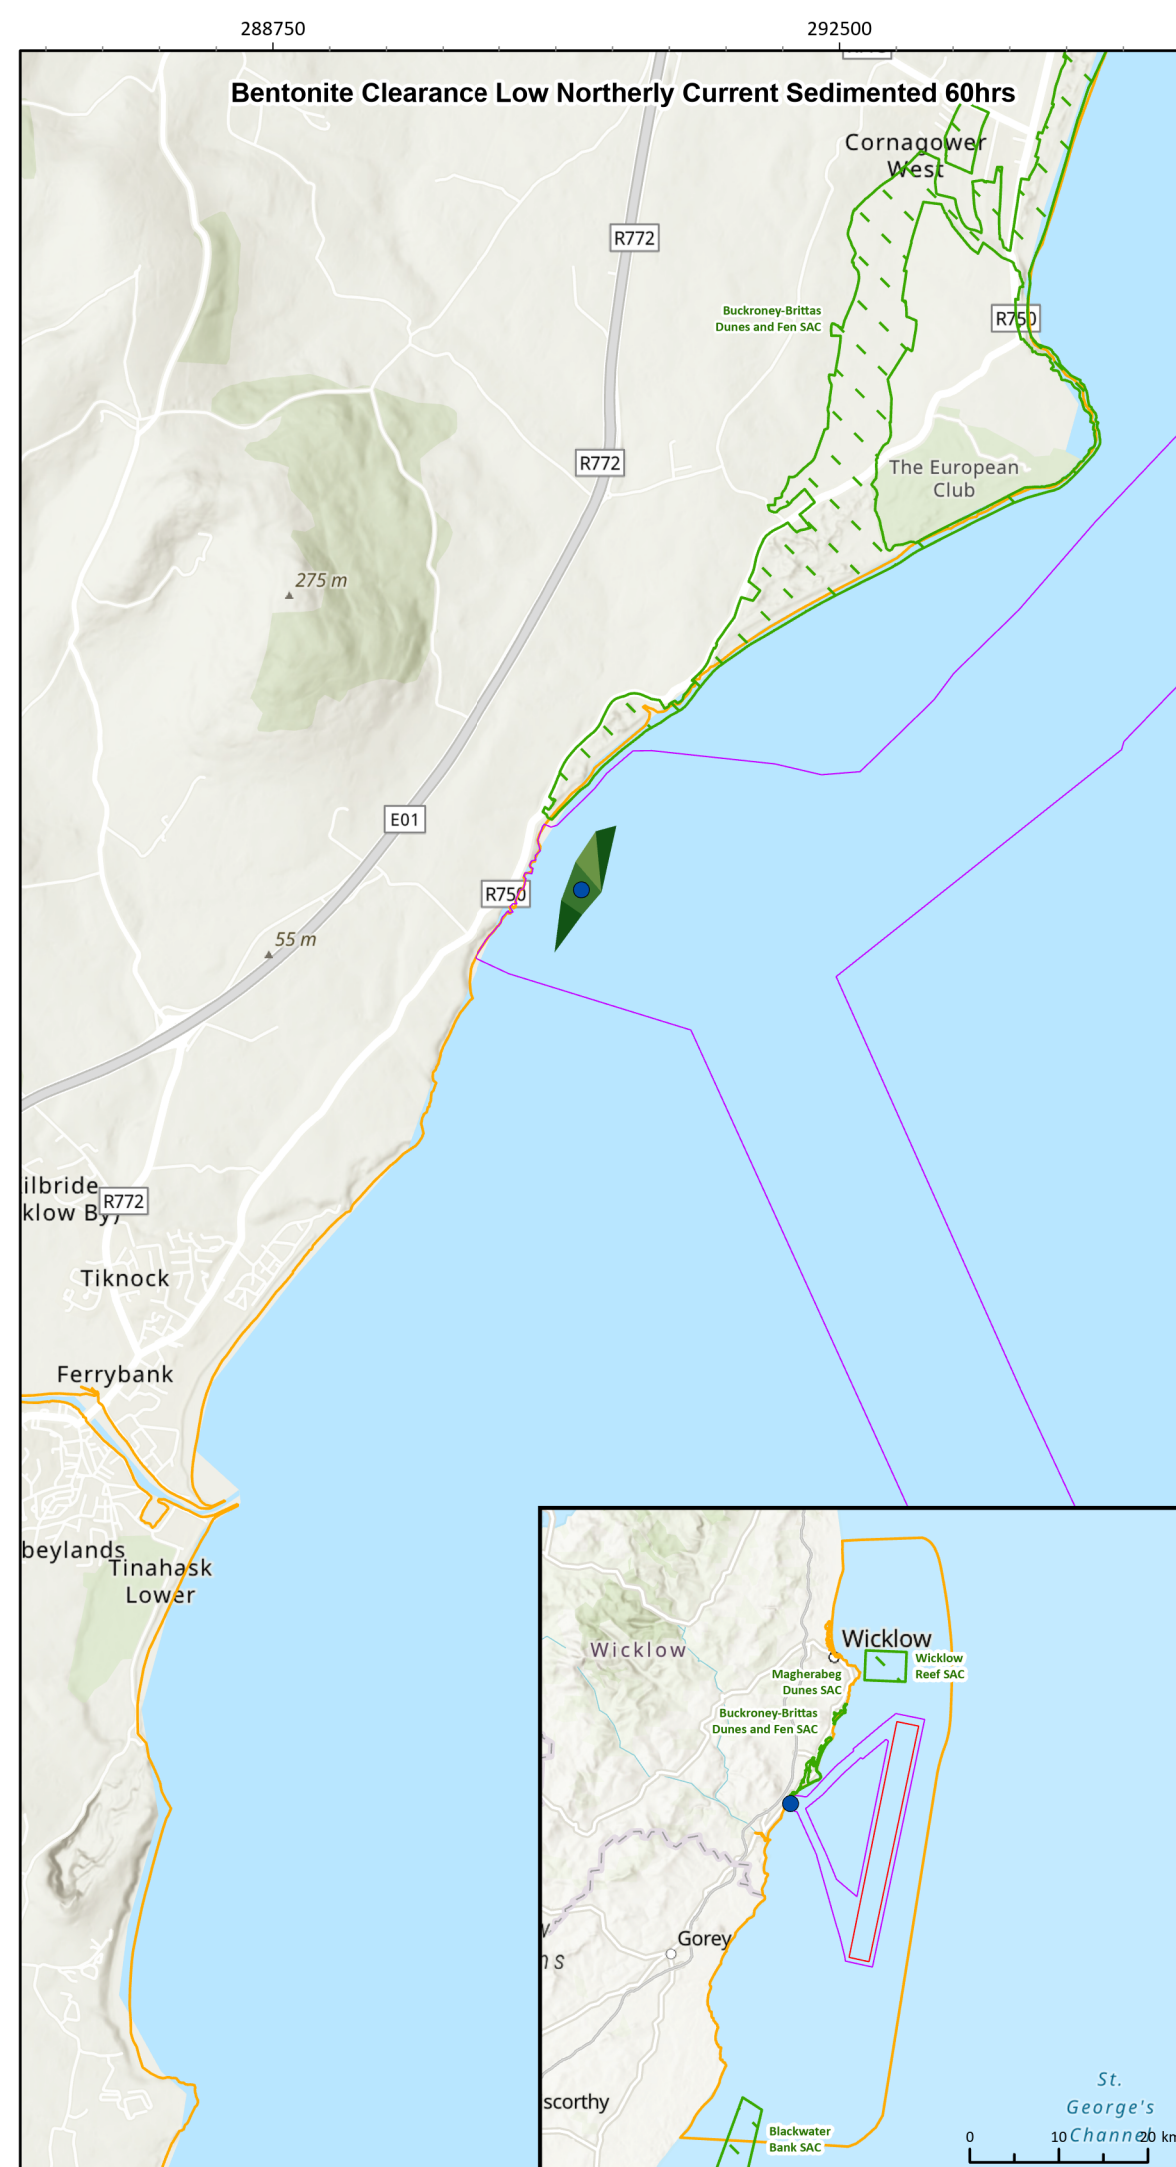 288750
292500
Bentonite Clearance Low Northerly Current Sedimented 60hrs
Cornagower
West
R772
Buckroney-Brittas
Dunes and Fen SAC
R750
R772
The European
Club
275 m
E01
R750
55 m
ilbride
klow By)
R772
Tiknock
Ferrybank
beylands
Tinahask
Lower
Wicklow
Wicklow
Wicklow
Reef SAC
Magherabeg
Dunes SAC
Buckroney-Brittas
Dunes and Fen SAC
Gorey
ns
scorthy
St.
George's
Channel
0 10 20 km
Blackwater
Bank SAC